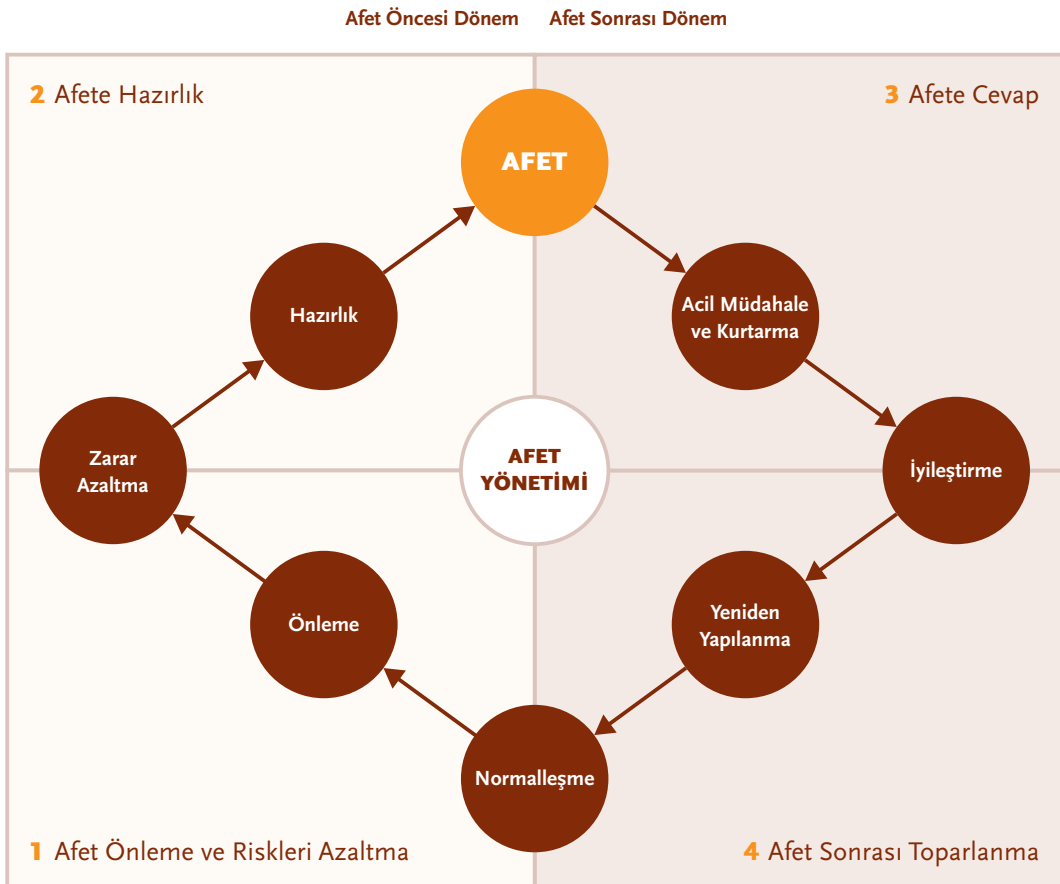 Afet Öncesi Dönem
Afet Sonrası Dönem
2 Afete Hazırlık
3 Afete Cevap
AFET
Hazırlık
Acil Müdahale
ve Kurtarma
Zarar
Azaltma
AFET
YÖNETİMİ
İyileştirme
Önleme
Yeniden
Yapılanma
Normalleşme
1 Afet Önleme ve Riskleri Azaltma
4 Afet Sonrası Toparlanma